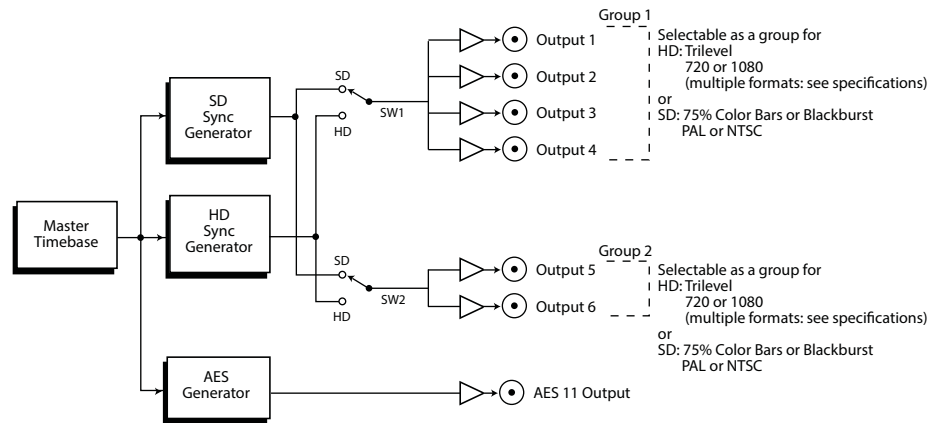 Group 1
Selectable as a group for
HD: Trilevel
720 or 1080
(multiple formats: see specifications)
or
SD: 75% Color Bars or Blackburst
PAL or NTSC
Output 1
Output 2
Output 3
Output 4
SD
HD
SW1
SD
Sync
Generator
Master
Timebase
HD
Sync
Generator
SD
HD
SW2
Output 5
Output 6
Group 2
Selectable as a group for
HD: Trilevel
720 or 1080
(multiple formats: see specifications)
or
SD: 75% Color Bars or Blackburst
PAL or NTSC
AES
Generator
AES 11 Output